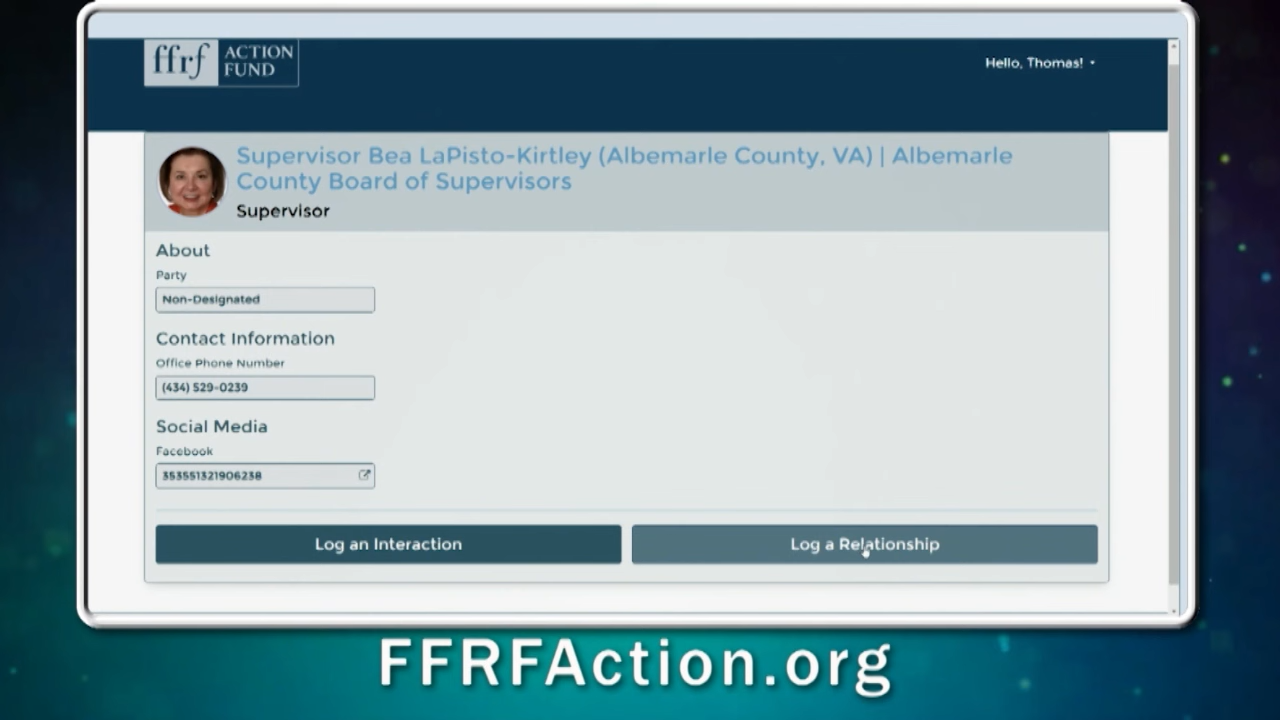 ffrf ACTION FUND
Hello, Thomas!
Supervisor Bea LaPisto-Kirtley (Albemarle County, VA) | Albemarle
County Board of Supervisors
Supervisor
About
Party
Non-Designated
Contact Information
Office Phone Number
(434) 529-0239
Social Media
Facebook
353551321906238
Log an Interaction
Log a Relationship
FFRFAction.org